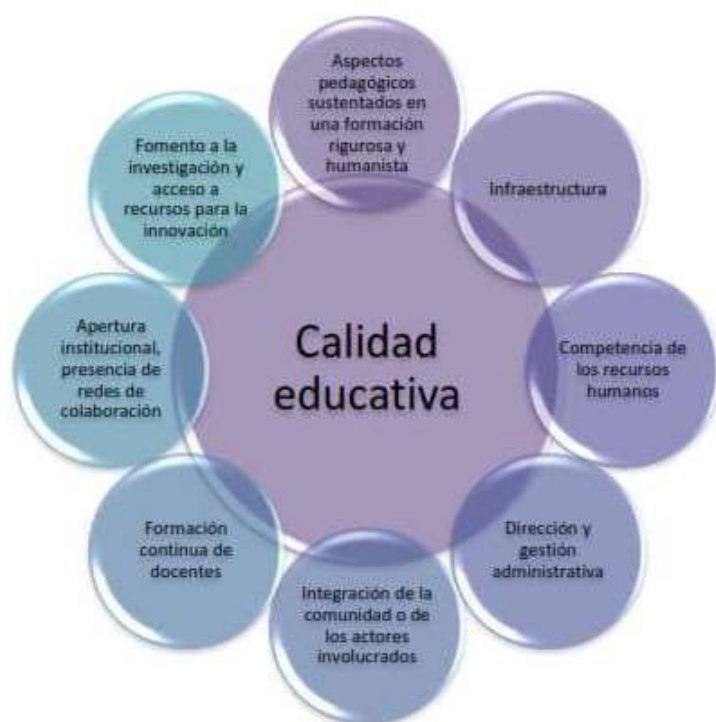 Aspectos
pedagógicos
sustentados en
una formación
rigurosa y
humanista
Infraestructura
Competencia de
los recursos
humanos
Dirección y
gestión
administrativa
Integración de la
comunidad o de
los actores
involucrados
Formación
continua de
docentes
Apertura
institucional,
presencia de
redes de
colaboración
Fomento a la
investigación y
acceso a
recursos para la
innovación
Calidad
educativa